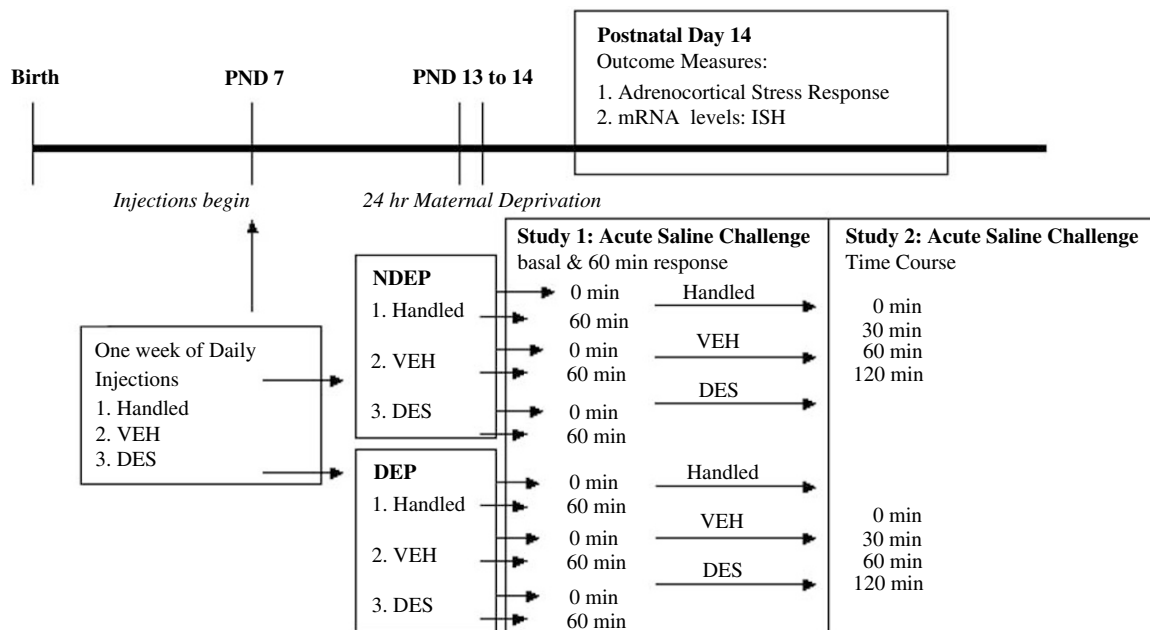 Postnatal Day 14
Outcome Measures:
1. Adrenocortical Stress Response
2. mRNA levels: ISH
Birth
PND 7
PND 13 to 14
Injections begin
24 hr Maternal Deprivation
One week of Daily
Injections
1. Handled
2. VEH
3. DES
NDEP
1. Handled
2. VEH
3. DES
DEP
1. Handled
2. VEH
3. DES
Study 1: Acute Saline Challenge
basal & 60 min response
0 min
60 min
0 min
60 min
0 min
60 min
Handled
VEH
DES
0 min
60 min
0 min
60 min
0 min
60 min
Handled
VEH
DES
Study 2: Acute Saline Challenge
Time Course
0 min
30 min
60 min
120 min
0 min
30 min
60 min
120 min